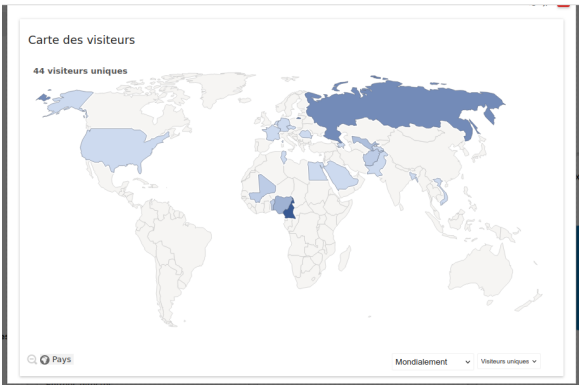 Carte des visiteurs
44 visiteurs uniques
Pays
Mondialement
Visiteurs uniques